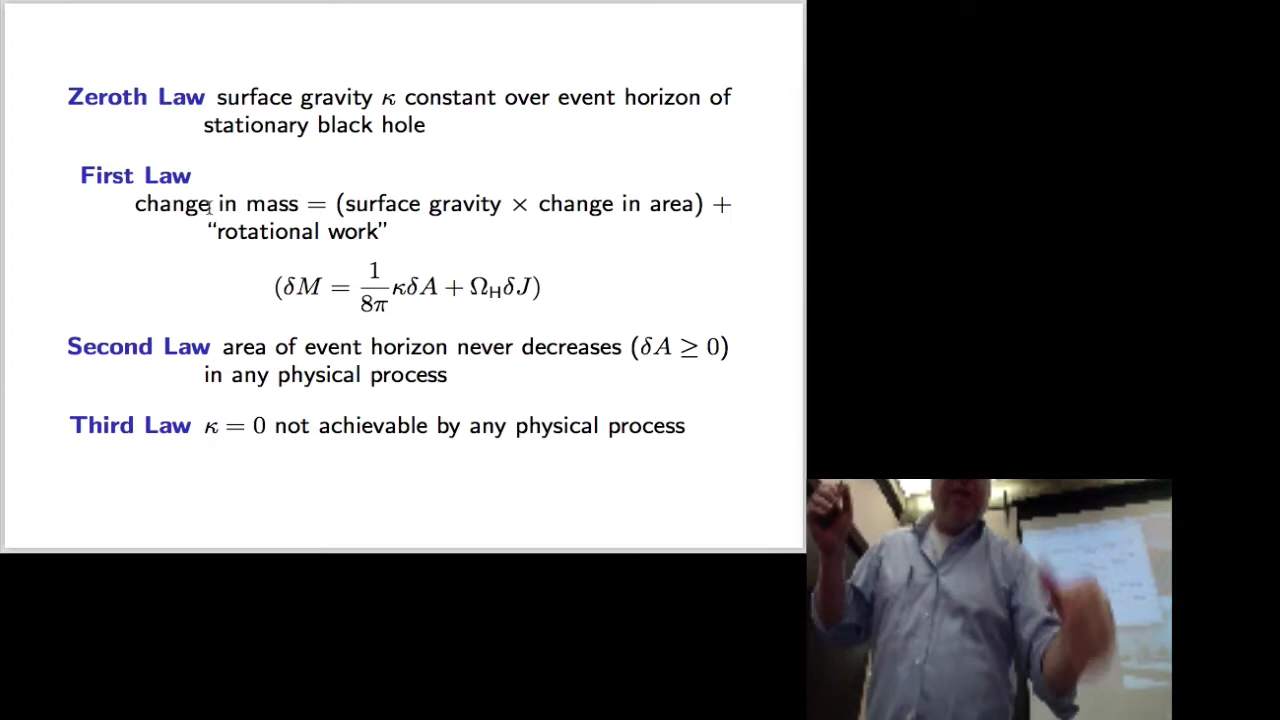 Zeroth Law surface gravity κ constant over event horizon of
stationary black hole
First Law
change in mass = (surface gravity × change in area) +
“rotational work”
(δM = 1/8π κδA + Ω_H δJ)
Second Law area of event horizon never decreases (δA ≥ 0)
in any physical process
Third Law κ = 0 not achievable by any physical process